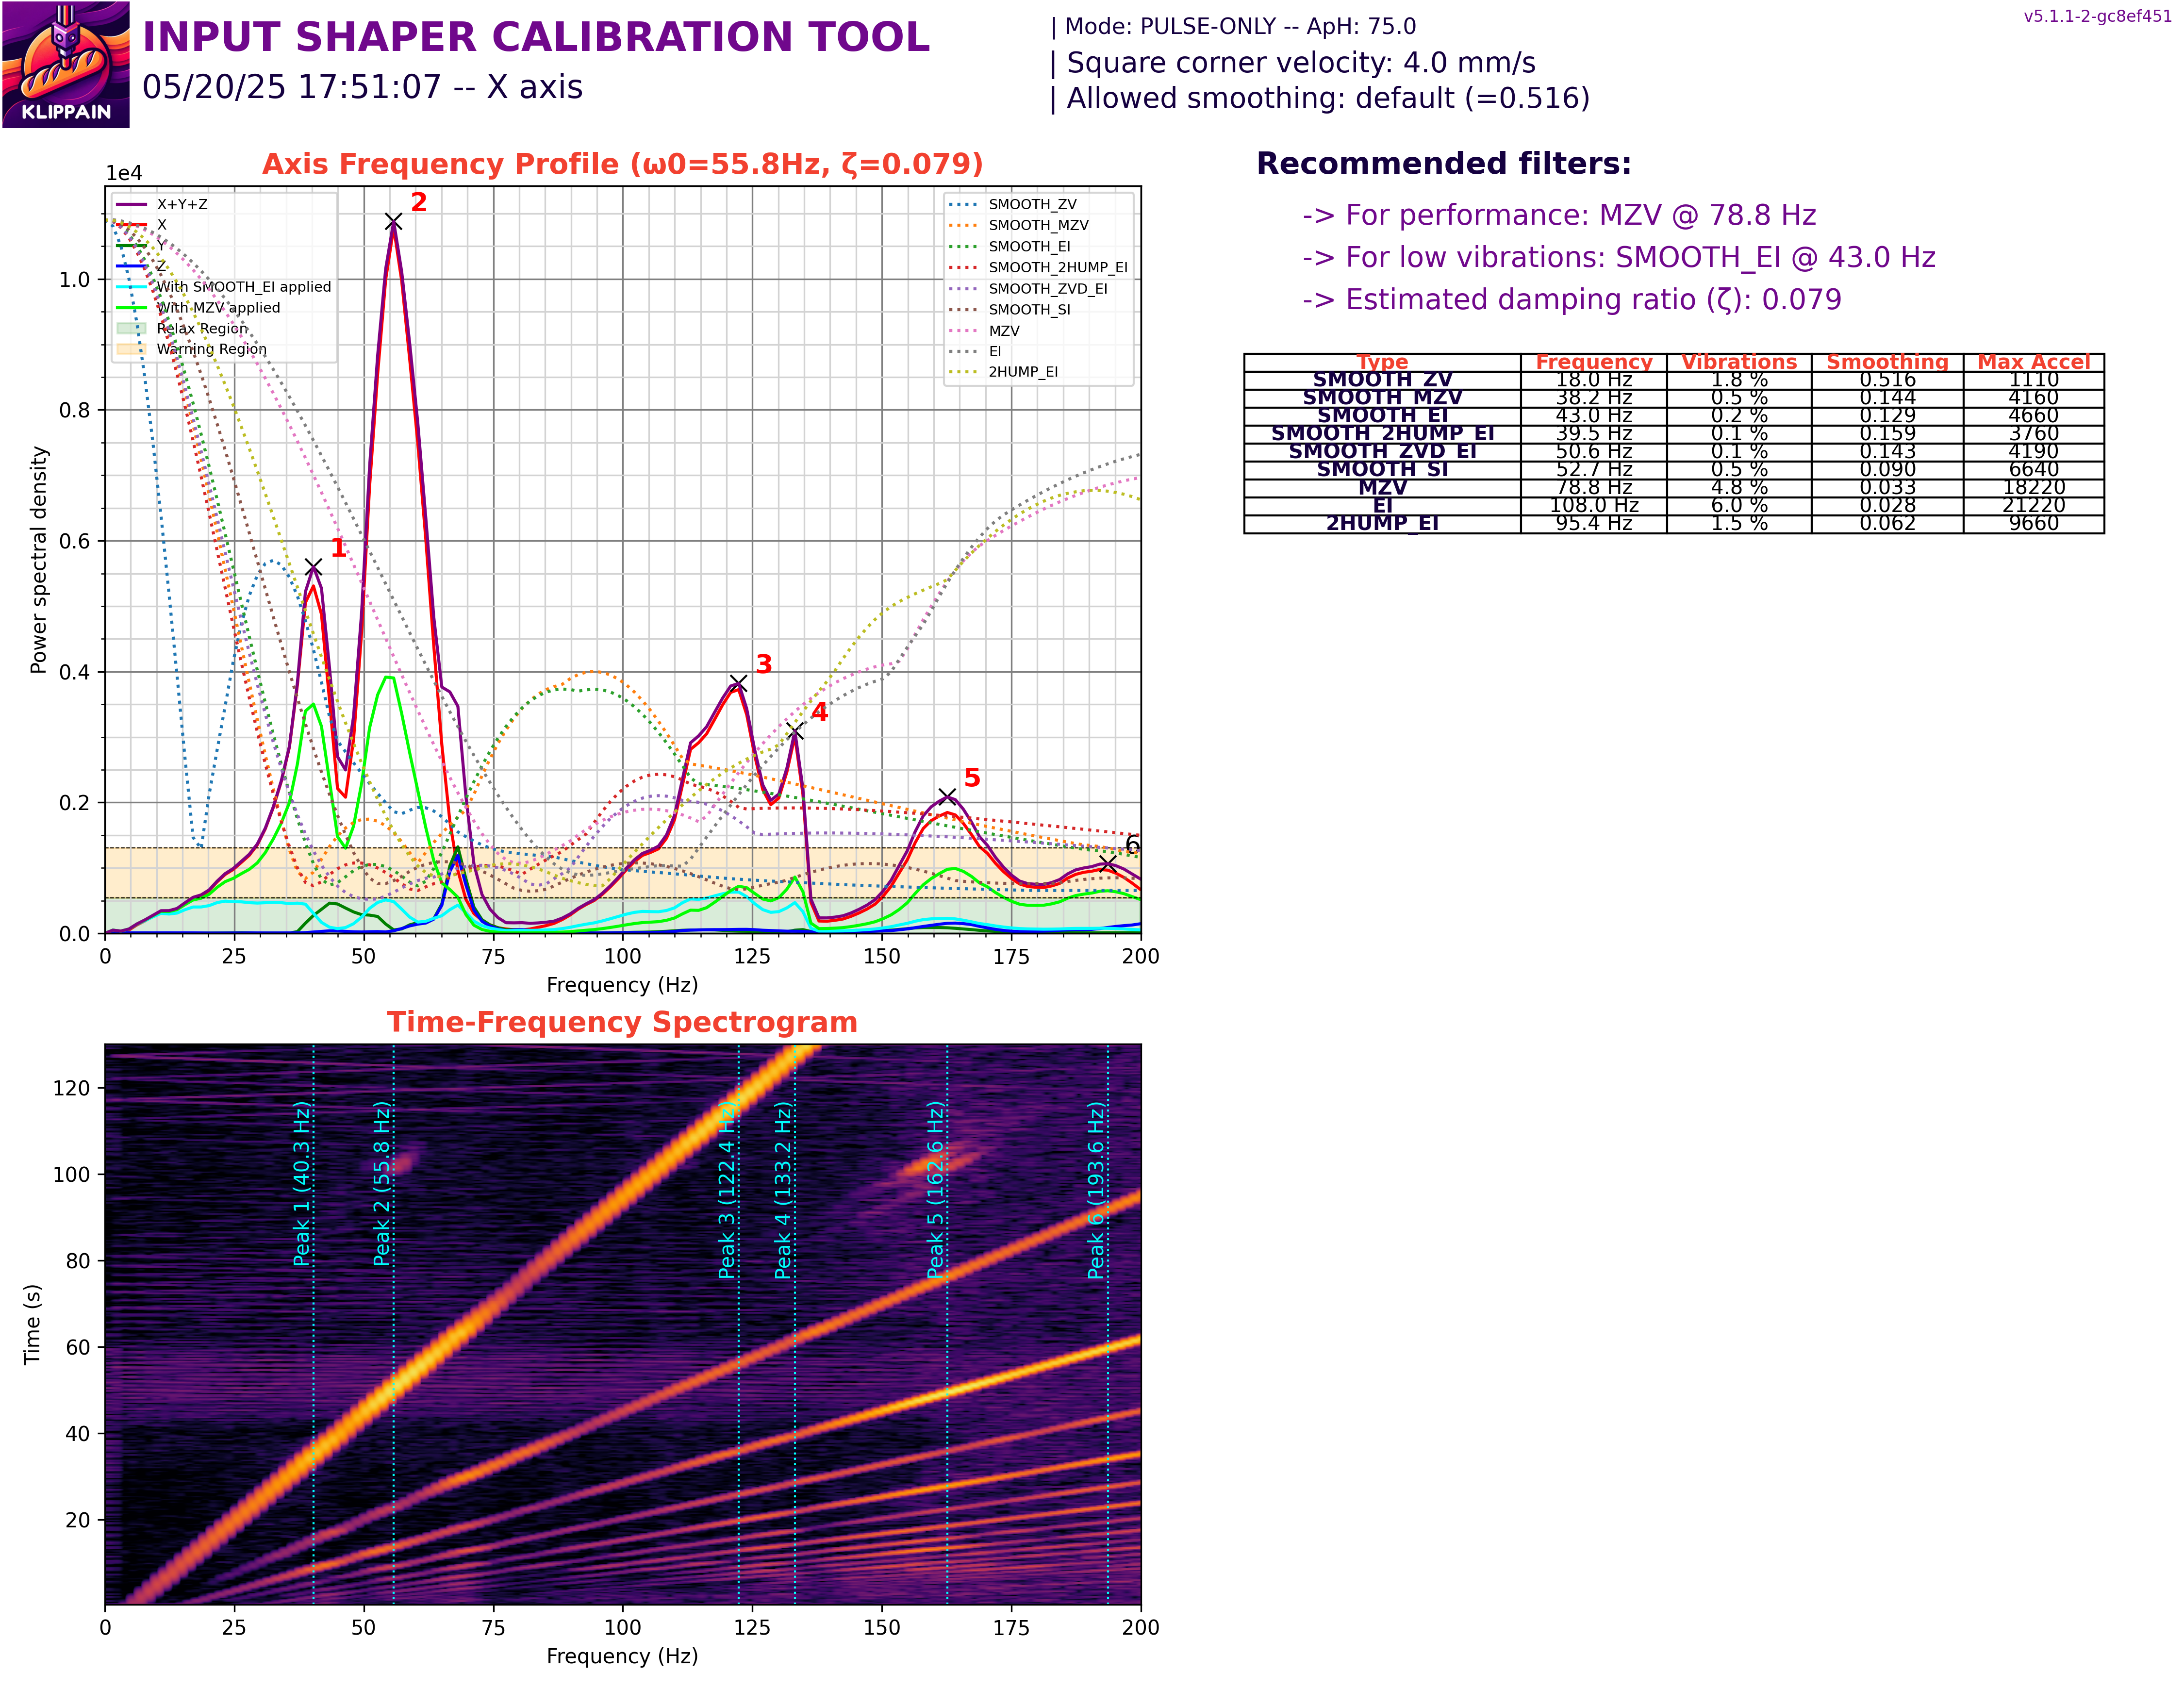 KLIPPAIN
INPUT SHAPER CALIBRATION TOOL
05/20/25 17:51:07 -- X axis
| Mode: PULSE-ONLY -- ApH: 75.0
| Square corner velocity: 4.0 mm/s
| Allowed smoothing: default (=0.516)
v5.1.1-2-gc8ef451
Axis Frequency Profile (ω0=55.8Hz, ζ=0.079)
1e4
X+Y+Z
X
Y
Z
With SMOOTH_EI applied
With MZV applied
Relax Region
Warning Region
SMOOTH_ZV
SMOOTH_MZV
SMOOTH_EI
SMOOTH_2HUMP_EI
SMOOTH_ZVD_EI
SMOOTH_SI
MZV
EI
2HUMP_EI
1
2
3
4
5
6
Power spectral density
1.0
0.8
0.6
0.4
0.2
0.0
0 25 50 75 100 125 150 175 200
Frequency (Hz)
Recommended filters:
-> For performance: MZV @ 78.8 Hz
-> For low vibrations: SMOOTH_EI @ 43.0 Hz
-> Estimated damping ratio (ζ): 0.079
Type Frequency Vibrations Smoothing Max Accel
SMOOTH_ZV 18.0 Hz 1.8 % 0.516 1110
SMOOTH_MZV 38.2 Hz 0.5 % 0.144 4160
SMOOTH_EI 43.0 Hz 0.2 % 0.129 4660
SMOOTH_2HUMP_EI 39.5 Hz 0.1 % 0.159 3760
SMOOTH_ZVD_EI 50.6 Hz 0.1 % 0.143 4190
SMOOTH_SI 52.7 Hz 0.5 % 0.090 6640
MZV 78.8 Hz 4.8 % 0.033 18220
EI 108.0 Hz 6.0 % 0.028 21220
2HUMP_EI 95.4 Hz 1.5 % 0.062 9660
Time-Frequency Spectrogram
Time (s)
120
100
80
60
40
20
Peak 1 (40.3 Hz)
Peak 2 (55.8 Hz)
Peak 3 (122.4 Hz)
Peak 4 (133.2 Hz)
Peak 5 (162.6 Hz)
Peak 6 (193.6 Hz)
0 25 50 75 100 125 150 175 200
Frequency (Hz)